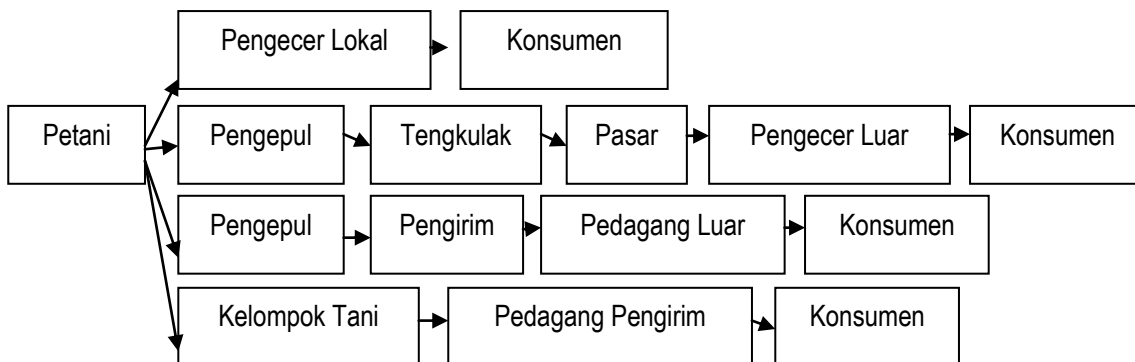 Pengecer Lokal Konsumen
Petani Pengepul Tengkulak Pasar Pengecer Luar Konsumen
Pengepul Pengirim Pedagang Luar Konsumen
Kelompok Tani Pedagang Pengirim Konsumen